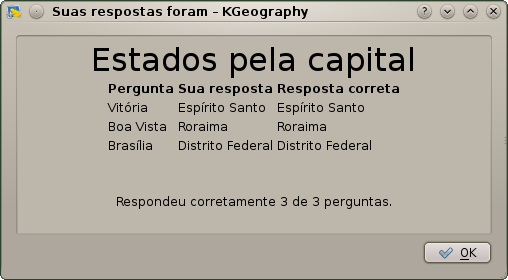 Suas respostas foram – KGeography
Estados pela capital
Pergunta Sua resposta Resposta correta
Vitória Espírito Santo Espírito Santo
Boa Vista Roraima Roraima
Brasília Distrito Federal Distrito Federal
Respondeu corretamente 3 de 3 perguntas.
OK